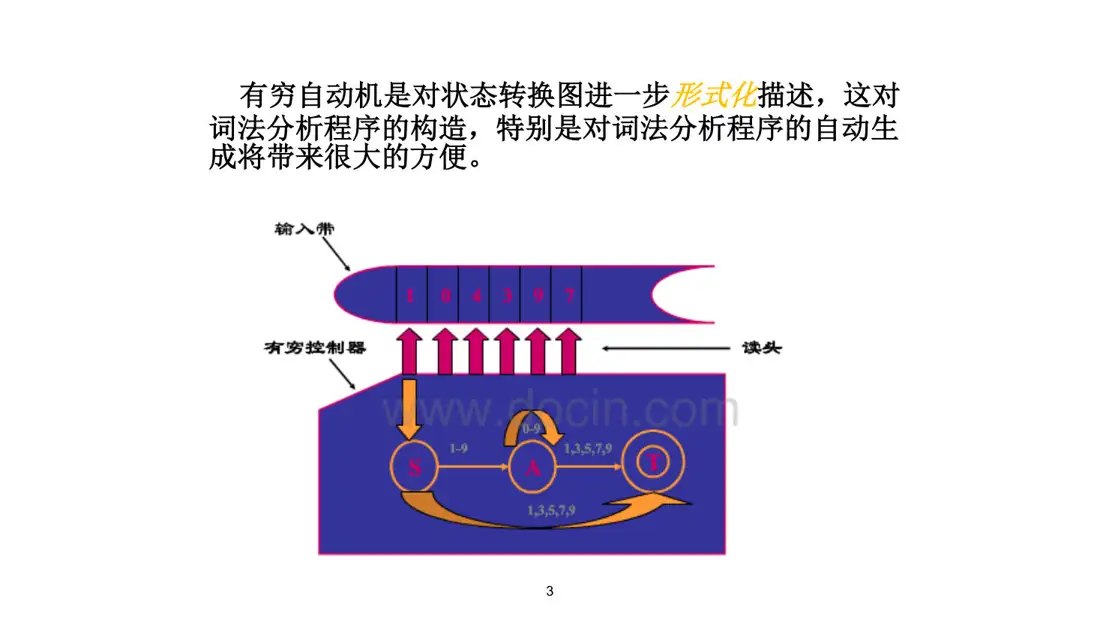 有穷自动机是对状态转换图进一步形式化描述，这对
词法分析程序的构造，特别是对词法分析程序的自动生
成将带来很大的方便。
输入带
1 0 4 3 9 7
有穷控制器
读头
www.docin.com
0-9
1-9
1,3,5,7,9
S
A
T
1,3,5,7,9
3